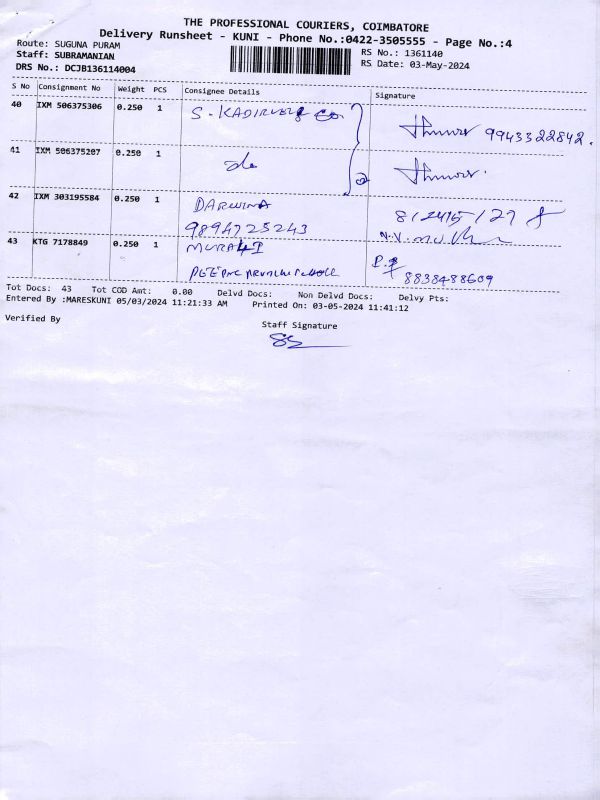 THE PROFESSIONAL COURIERS, COIMBATORE
Delivery Runsheet - KUNI - Phone No.:0422-3505555 - Page No.:4
Route: SUGUNA PURAM
RS No.: 1361140
Staff: SUBRAMANIAN
RS Date: 03-May-2024
DRS No.: DCJB136114004
S No Consignment No Weight PCS Consignee Details Signature
40 IXM 506375306 0.250 1 S. KADIRVEL & Co. 9943322842.
41 IXM 506375207 0.250 1 do
42 IXM 303195584 0.250 1 DARWINA
9894725243
43 KTG 7178849 0.250 1 MURALI
8838488609
Tot Docs: 43 Tot COD Amt: 0.00 Delvd Docs: Non Delvd Docs: Delvy Pts:
Entered By :MARESKUNI 05/03/2024 11:21:33 AM Printed On: 03-05-2024 11:41:12
Verified By
Staff Signature